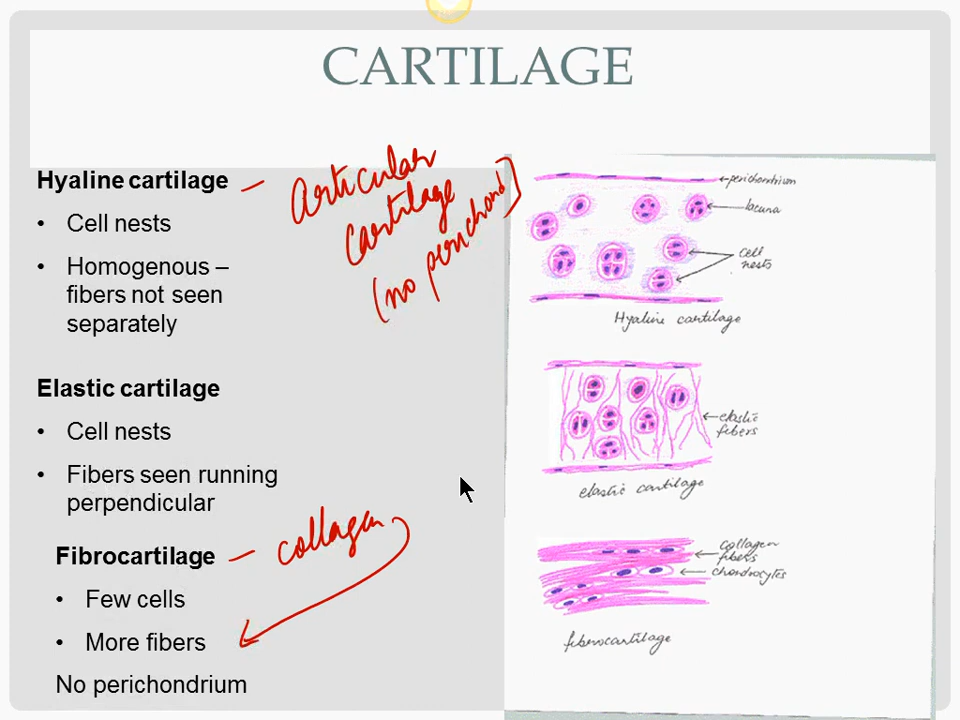 CARTILAGE
Hyaline cartilage
• Cell nests
• Homogenous –
fibers not seen
separately
Articular
cartilage
(no perichond)
Elastic cartilage
• Cell nests
• Fibers seen running
perpendicular
Fibrocartilage
collagen
• Few cells
• More fibers
No perichondrium
perichondrium
lacuna
cell
nests
Hyaline cartilage
elastic
fibers
elastic cartilage
collagen
fibers
chondrocytes
fibrocartilage